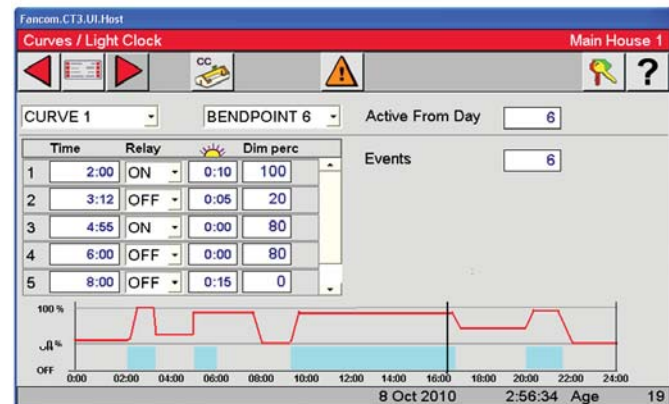 Fancom.CT3.UI.Host
Curves / Light Clock Main House 1
CC ?
CURVE 1 BENDPOINT 6 Active From Day 6
Time Relay Dim perc
Events 6
1 2:00 ON 0:10 100
2 3:12 OFF 0:05 20
3 4:55 ON 0:00 80
4 6:00 OFF 0:00 80
5 8:00 OFF 0:15 0
100 %
%
OFF
0:00 02:00 04:00 06:00 08:00 10:00 12:00 14:00 16:00 18:00 20:00 22:00 24:00
8 Oct 2010 2:56:34 Age 19